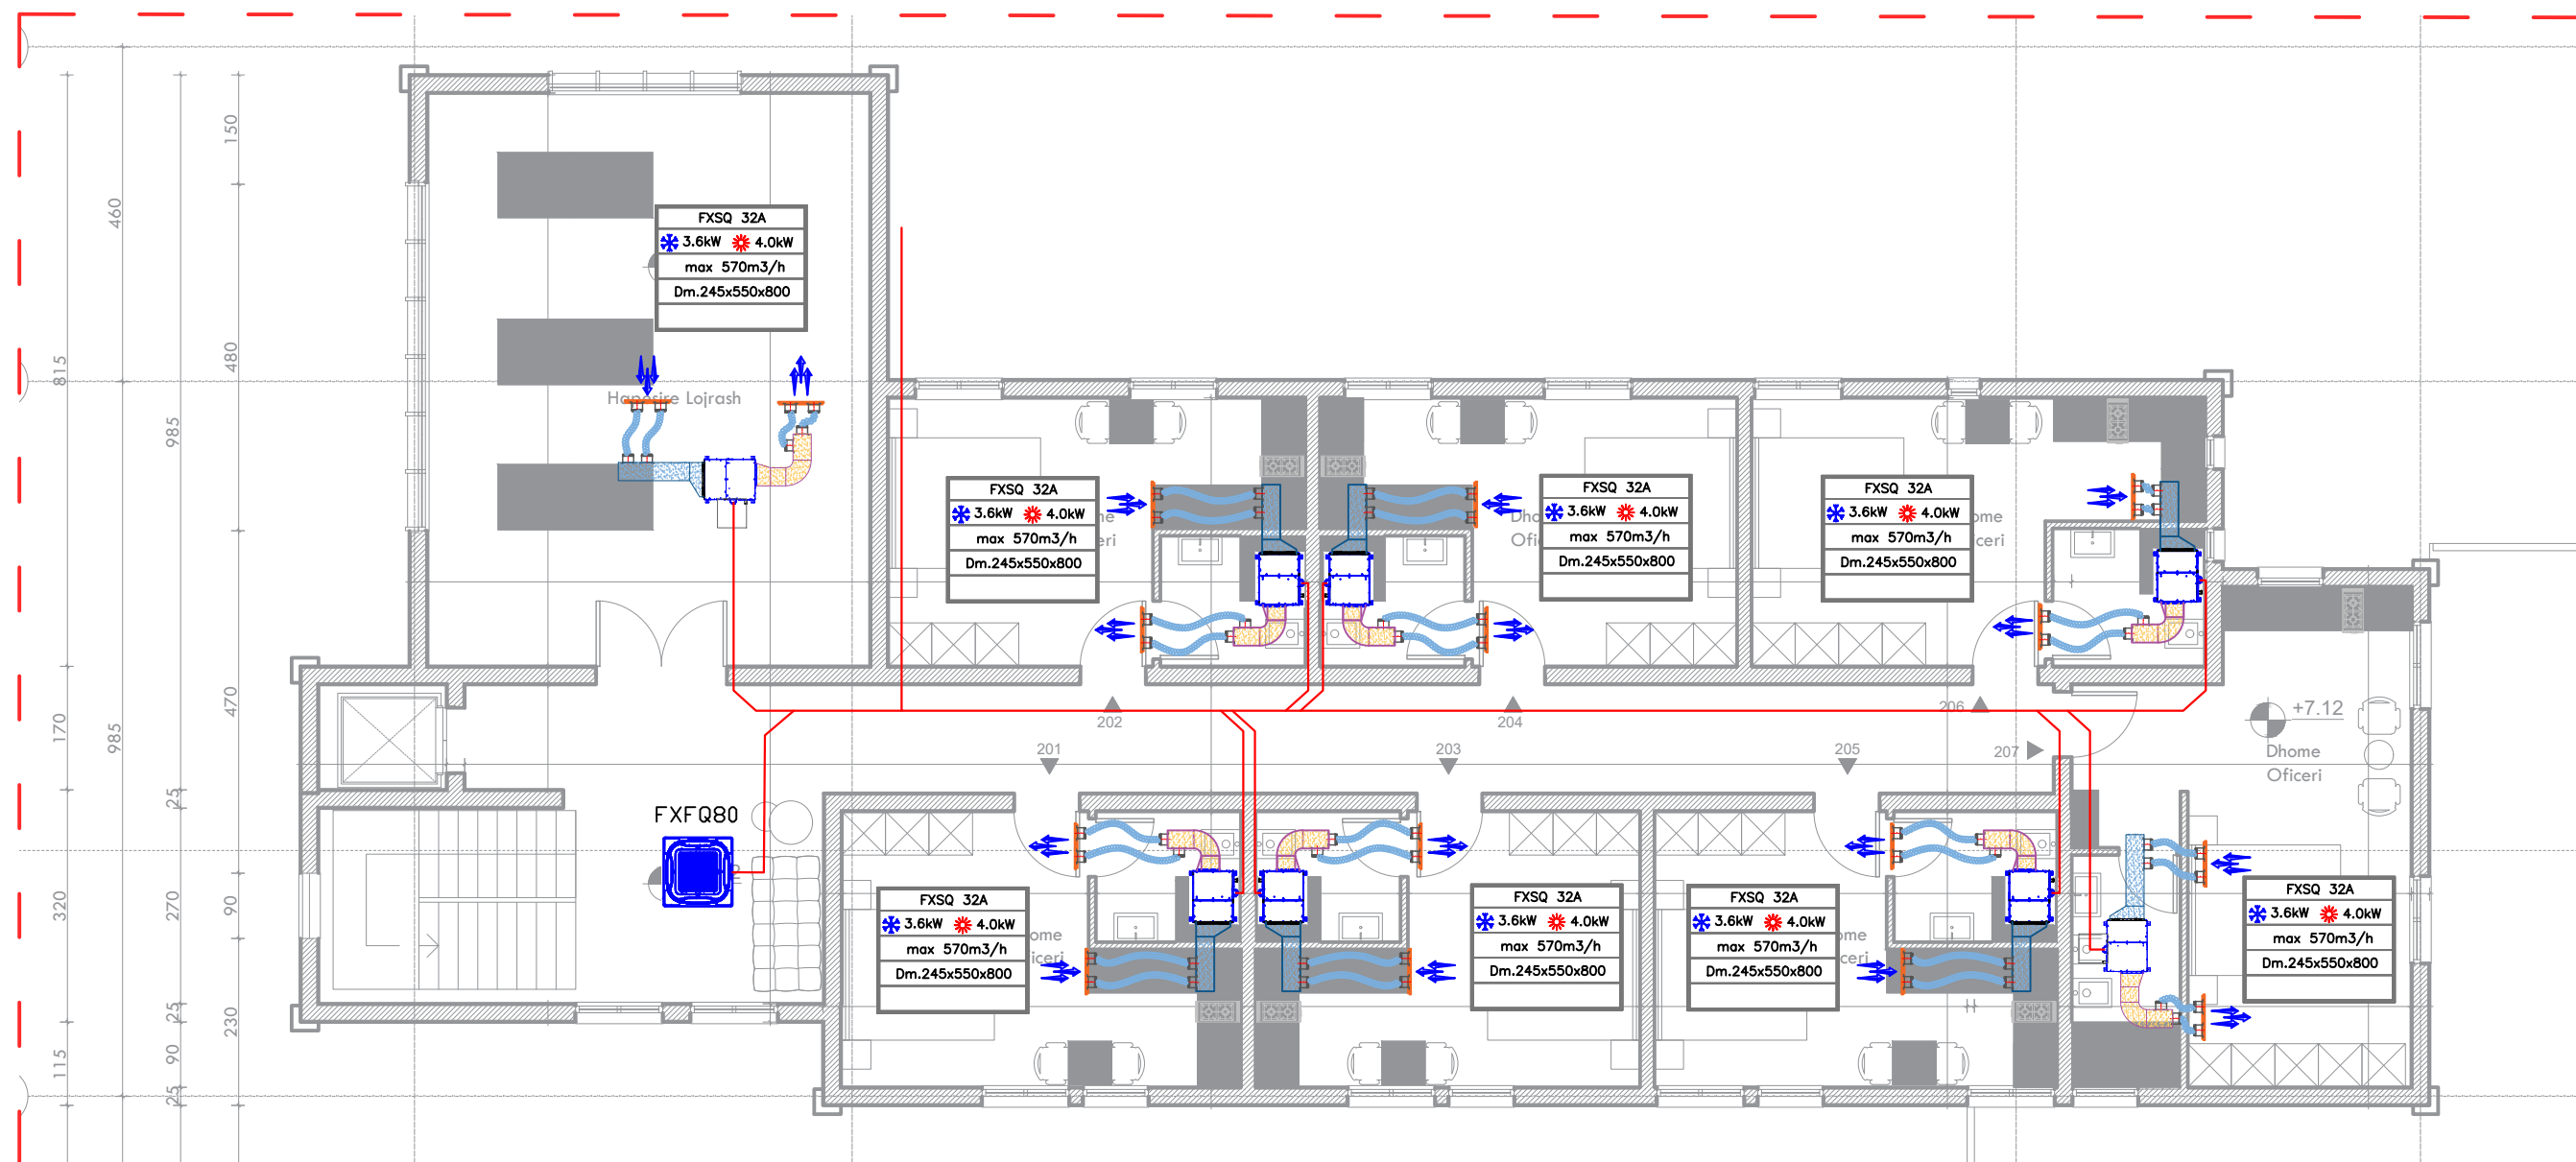 FXSQ 32A
3.6kW 4.0kW
max 570m3/h
Dm.245x550x800
Hapësire Lojrash
FXSQ 32A
3.6kW 4.0kW
max 570m3/h
Dm.245x550x800
FXSQ 32A
3.6kW 4.0kW
max 570m3/h
Dm.245x550x800
FXSQ 32A
3.6kW 4.0kW
max 570m3/h
Dm.245x550x800
202
204
206
201
203
205
207
+7.12
Dhome
Oficeri
FXFQ80
FXSQ 32A
3.6kW 4.0kW
max 570m3/h
Dm.245x550x800
FXSQ 32A
3.6kW 4.0kW
max 570m3/h
Dm.245x550x800
FXSQ 32A
3.6kW 4.0kW
max 570m3/h
Dm.245x550x800
FXSQ 32A
3.6kW 4.0kW
max 570m3/h
Dm.245x550x800
815
170
320
115
460
985
985
25
270
25
90
25
150
480
470
90
230